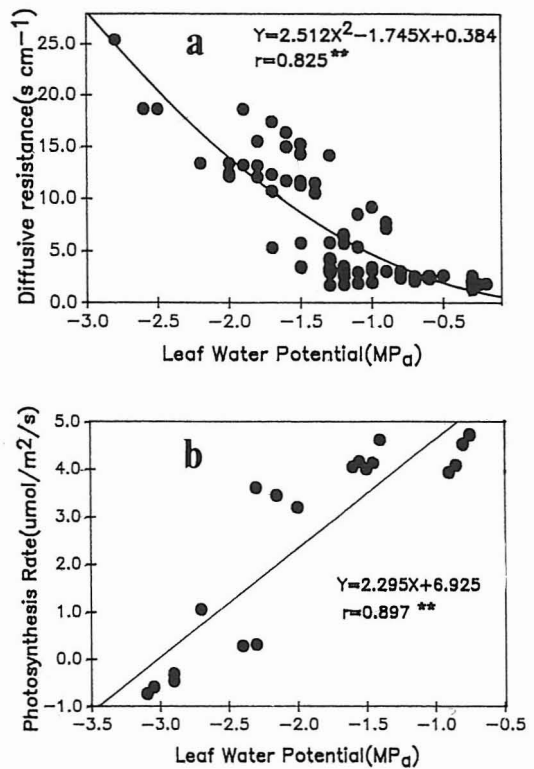 a
Y=2.512X²−1.745X+0.384
r=0.825**
Diffusive resistance(s cm⁻¹)
25.0
20.0
15.0
10.0
5.0
0.0
−3.0 −2.5 −2.0 −1.5 −1.0 −0.5
Leaf Water Potential(MPa)
b
Photosynthesis Rate(umol/m2/s)
5.0
4.0
3.0
2.0
1.0
0.0
−1.0
Y=2.295X+6.925
r=0.897 **
−3.5 −3.0 −2.5 −2.0 −1.5 −1.0 −0.5
Leaf Water Potential(MPa)